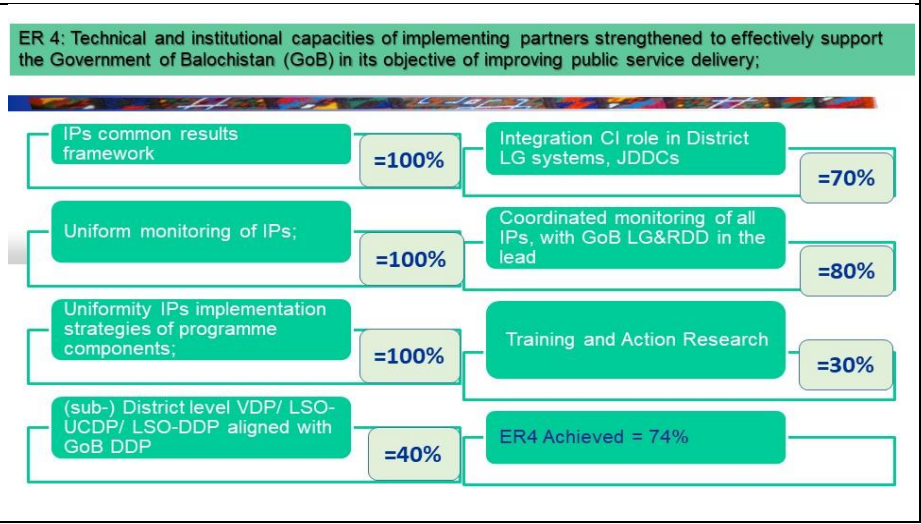 ER 4: Technical and institutional capacities of implementing partners strengthened to effectively support
the Government of Balochistan (GoB) in its objective of improving public service delivery;
IPs common results
framework
=100%
Integration CI role in District
LG systems, JDDCs
=70%
Uniform monitoring of IPs;
=100%
Coordinated monitoring of all
IPs, with GoB LG&RDD in the
lead
=80%
Uniformity IPs implementation
strategies of programme
components;
=100%
Training and Action Research
=30%
(sub-) District level VDP/ LSO-
UCDP/ LSO-DDP aligned with
GoB DDP
=40%
ER4 Achieved = 74%